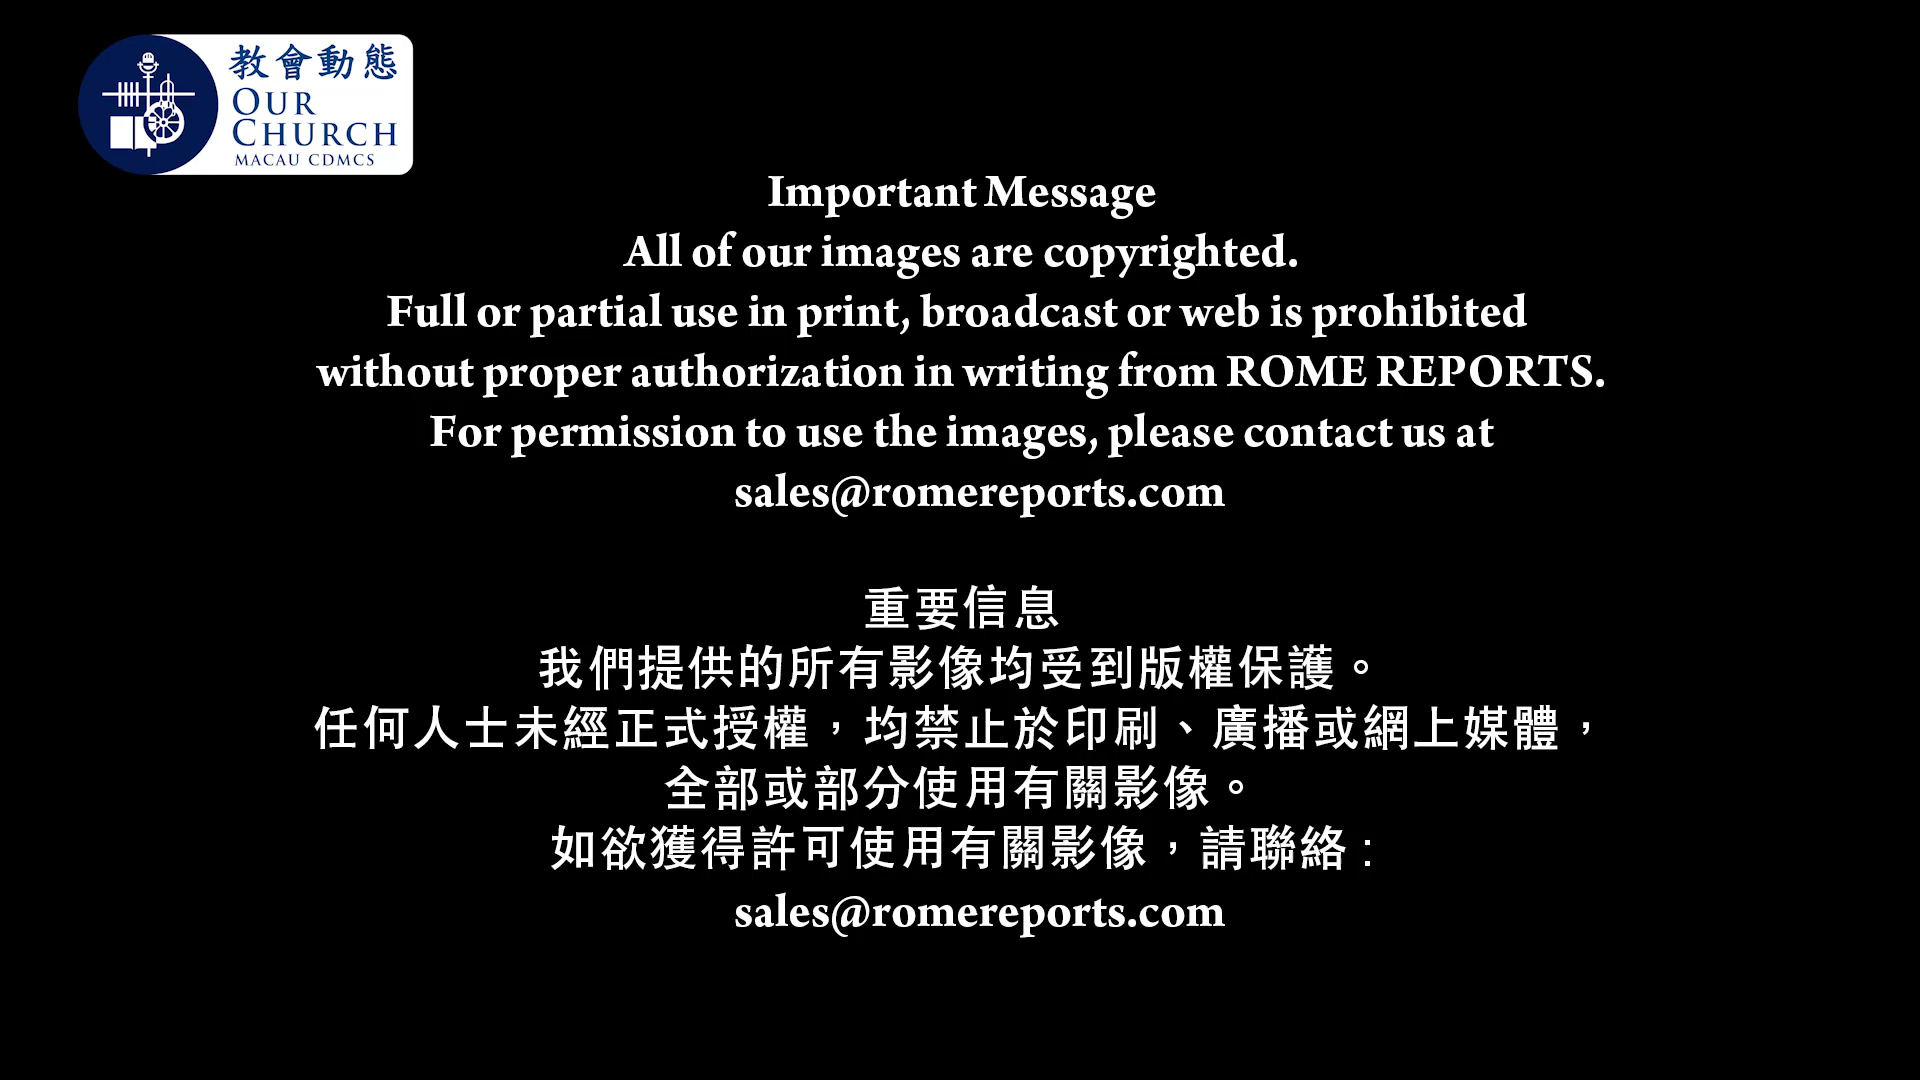 教會動態
OUR
CHURCH
MACAU CDMCS
Important Message
All of our images are copyrighted.
Full or partial use in print, broadcast or web is prohibited
without proper authorization in writing from ROME REPORTS.
For permission to use the images, please contact us at
sales@romereports.com
重要信息
我們提供的所有影像均受到版權保護。
任何人士未經正式授權，均禁止於印刷、廣播或網上媒體，
全部或部分使用有關影像。
如欲獲得許可使用有關影像，請聯絡：
sales@romereports.com